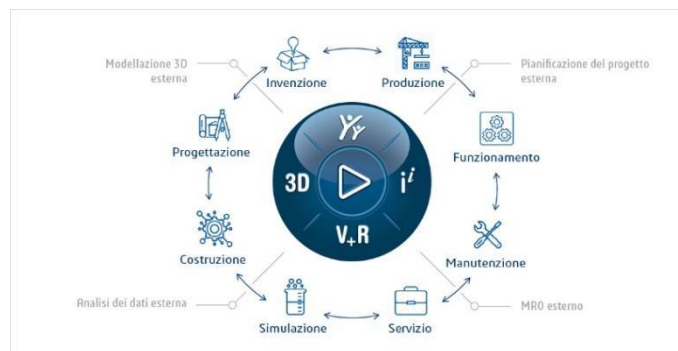 Modellazione 3D
esterna
Invenzione
Produzione
Pianificazione del progetto
esterna
Progettazione
Funzionamento
3D
iⁱ
V+R
Costruzione
Manutenzione
Analisi dei dati esterna
Simulazione
Servizio
MRO esterno